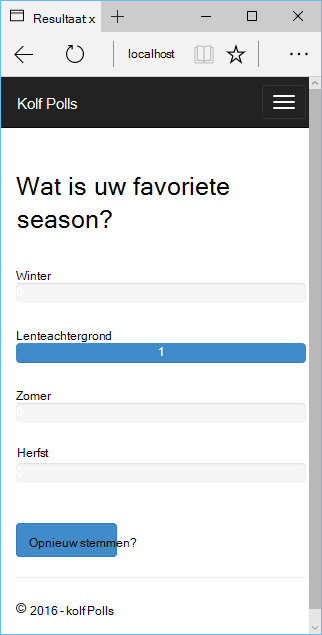 Resultaat x
localhost
Kolf Polls
Wat is uw favoriete
season?
Winter
0
Lenteachtergrond
1
Zomer
0
Herfst
0
Opnieuw stemmen?
© 2016 - kolf Polls